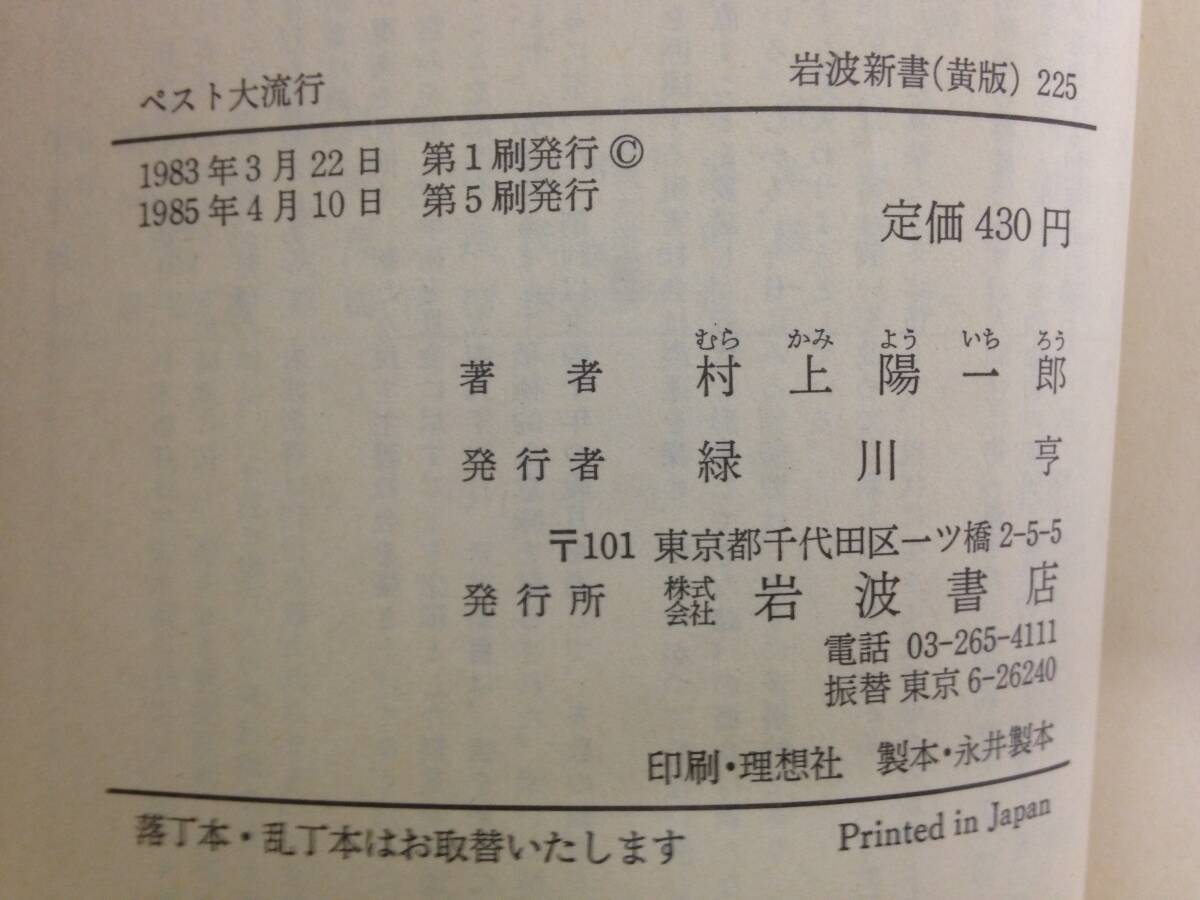 ペスト大流行 岩波新書(黄版) 225
1983年3月22日 第1刷発行 ©
1985年4月10日 第5刷発行
定価 430円
むら かみ よう いち ろう
著者 村上陽一郎
発行者 緑川亨
〒101 東京都千代田区一ツ橋2-5-5
発行所 株式会社 岩波書店
電話 03-265-4111
振替 東京 6-26240
印刷・理想社 製本・永井製本
落丁本・乱丁本はお取替いたします Printed in Japan